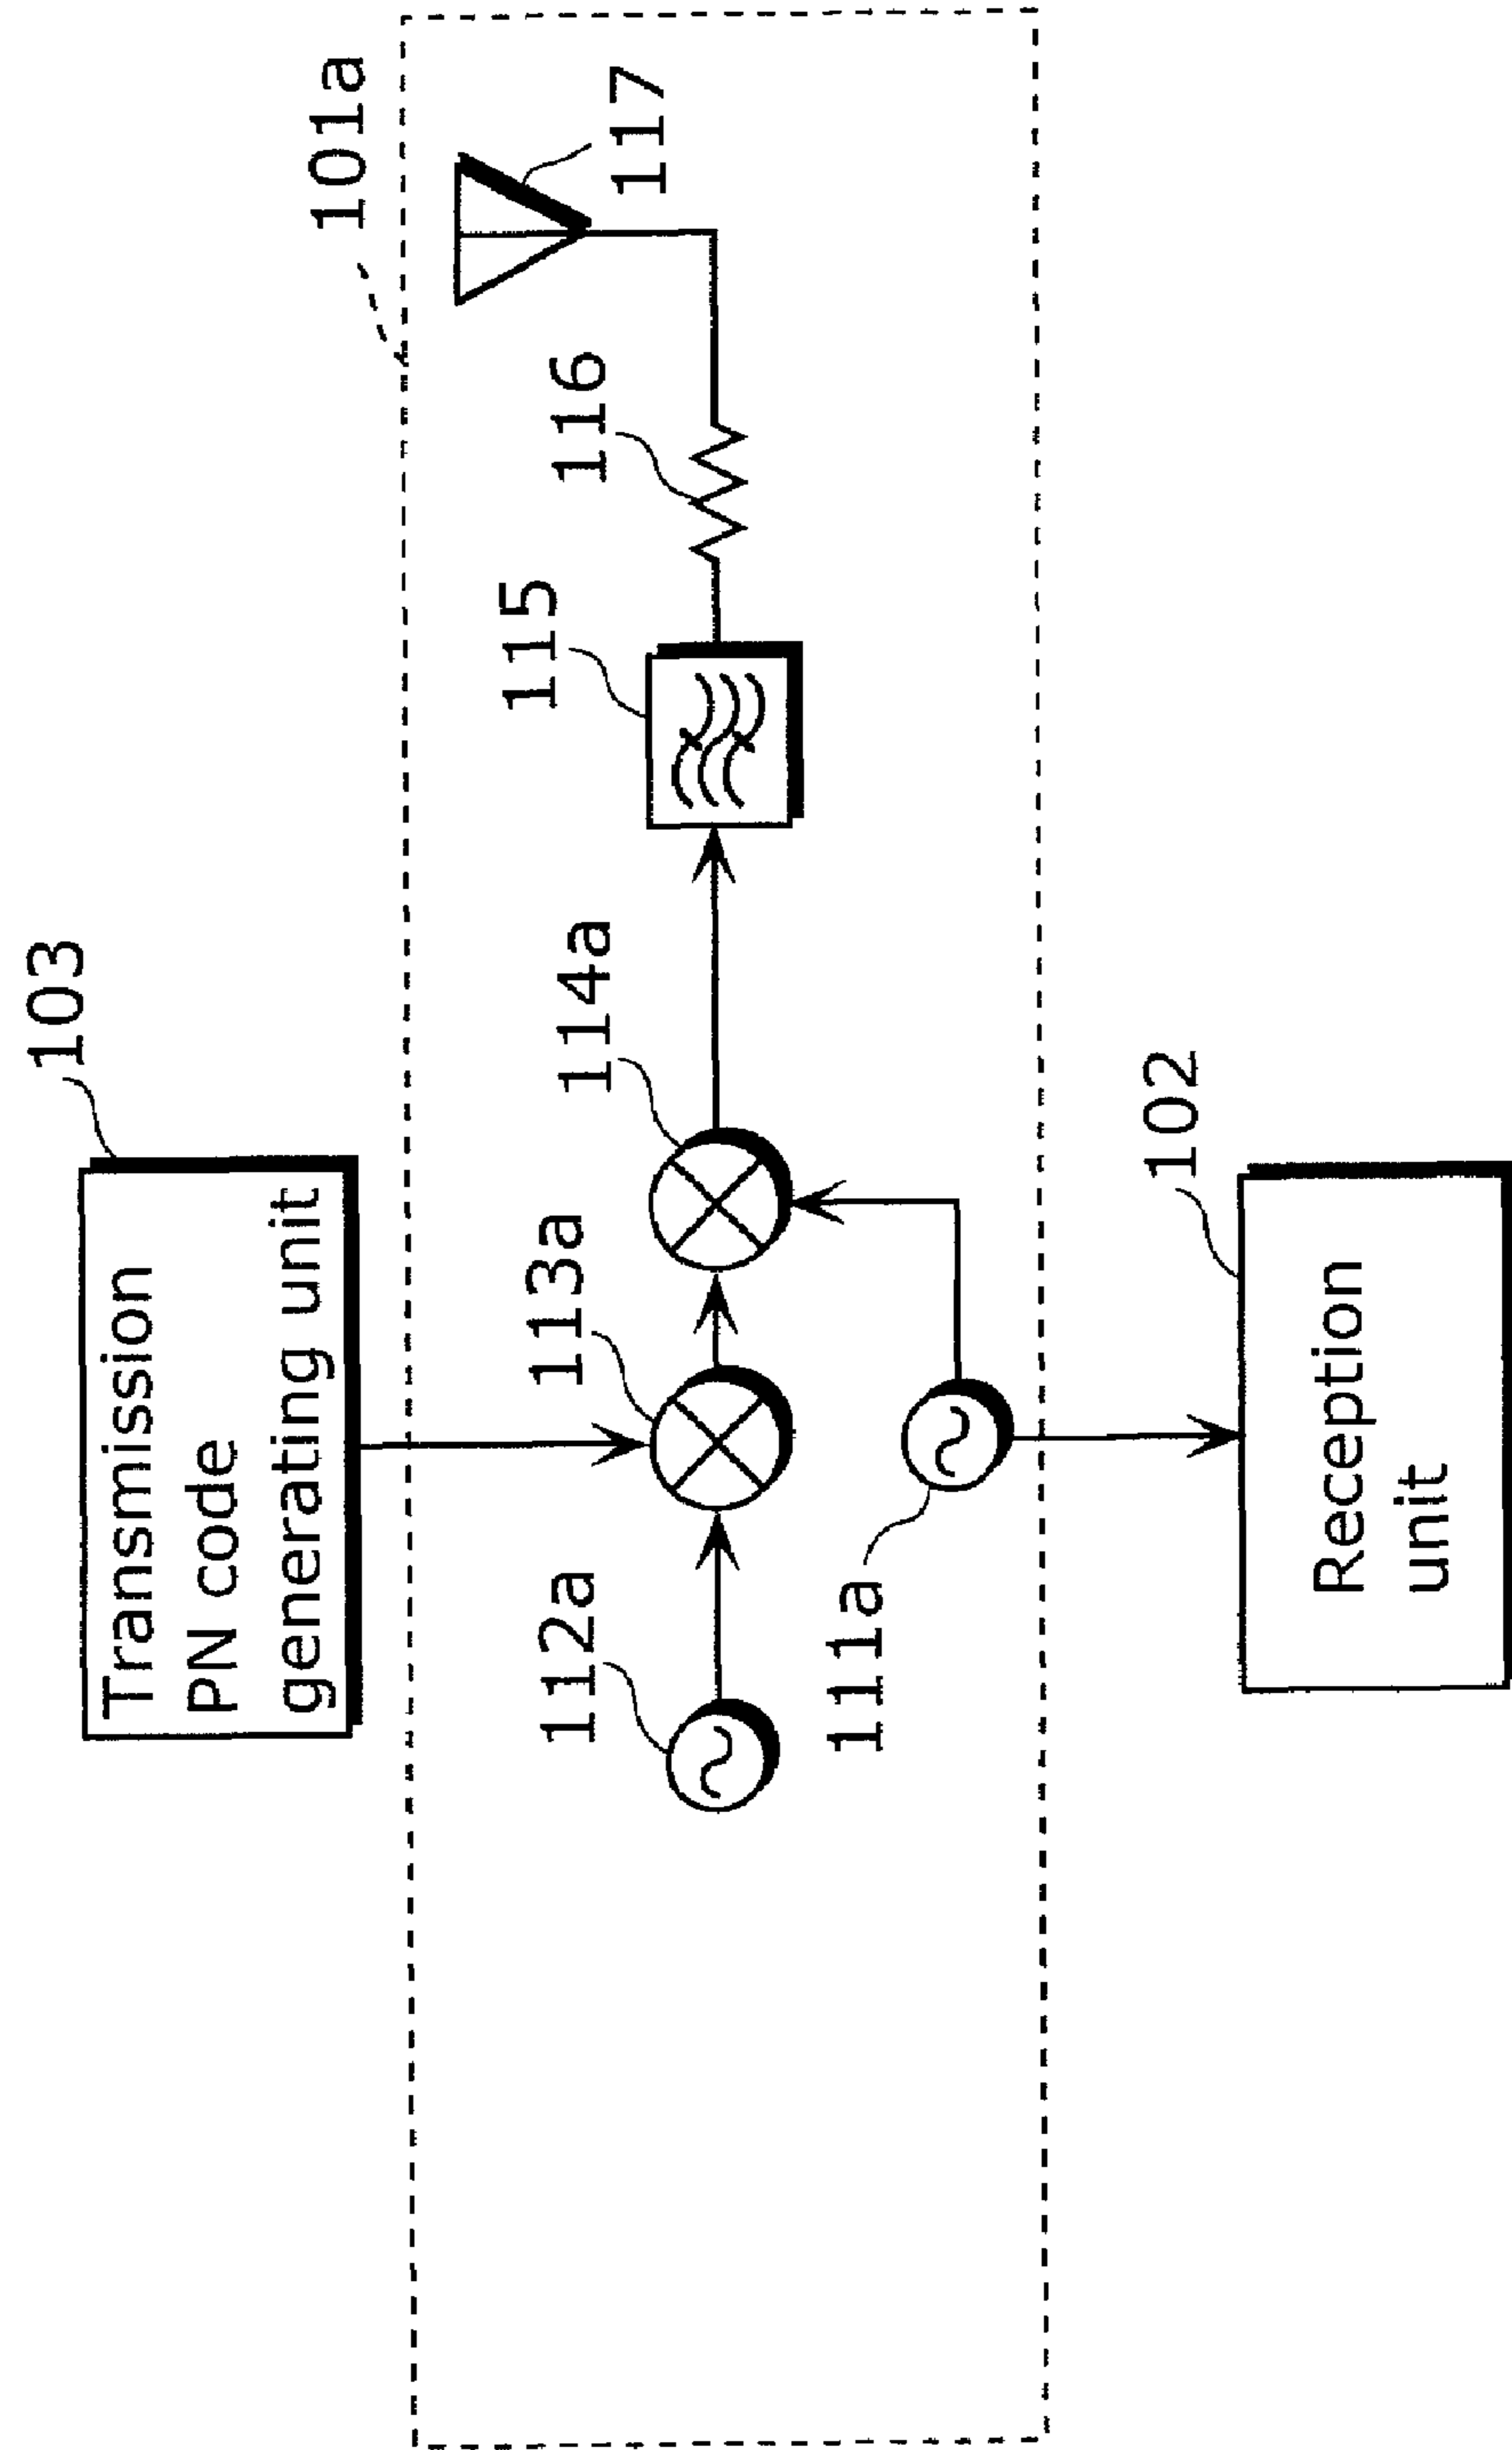 103
Transmission
PN code
generating unit
101a
112a
113a
114a
115
116
117
111a
102
Reception
unit